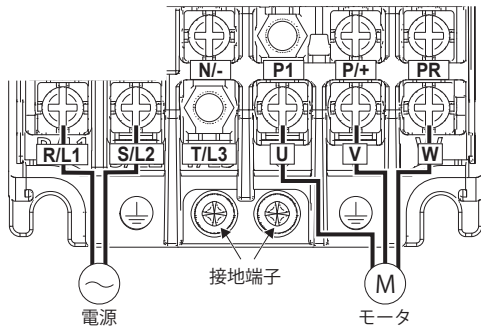 N/- P1 P/+ PR
R/L1 S/L2 T/L3 U V W
接地端子
M
電源
モータ